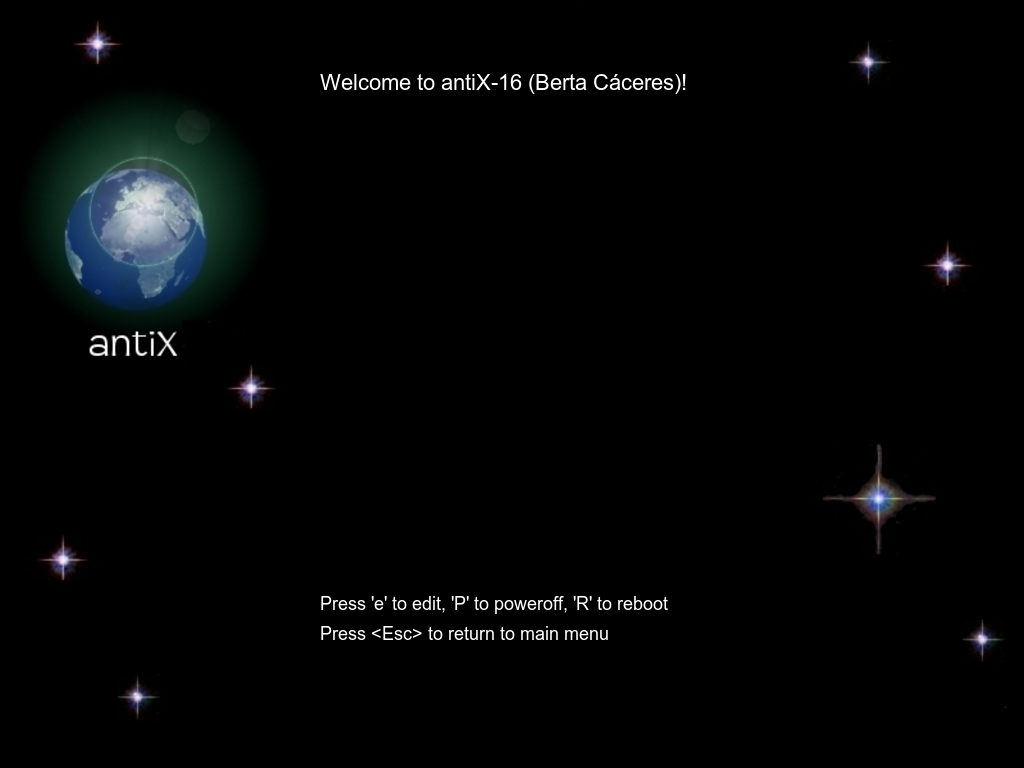 Welcome to antiX-16 (Berta Cáceres)!
antiX
Press 'e' to edit, 'P' to poweroff, 'R' to reboot
Press <Esc> to return to main menu